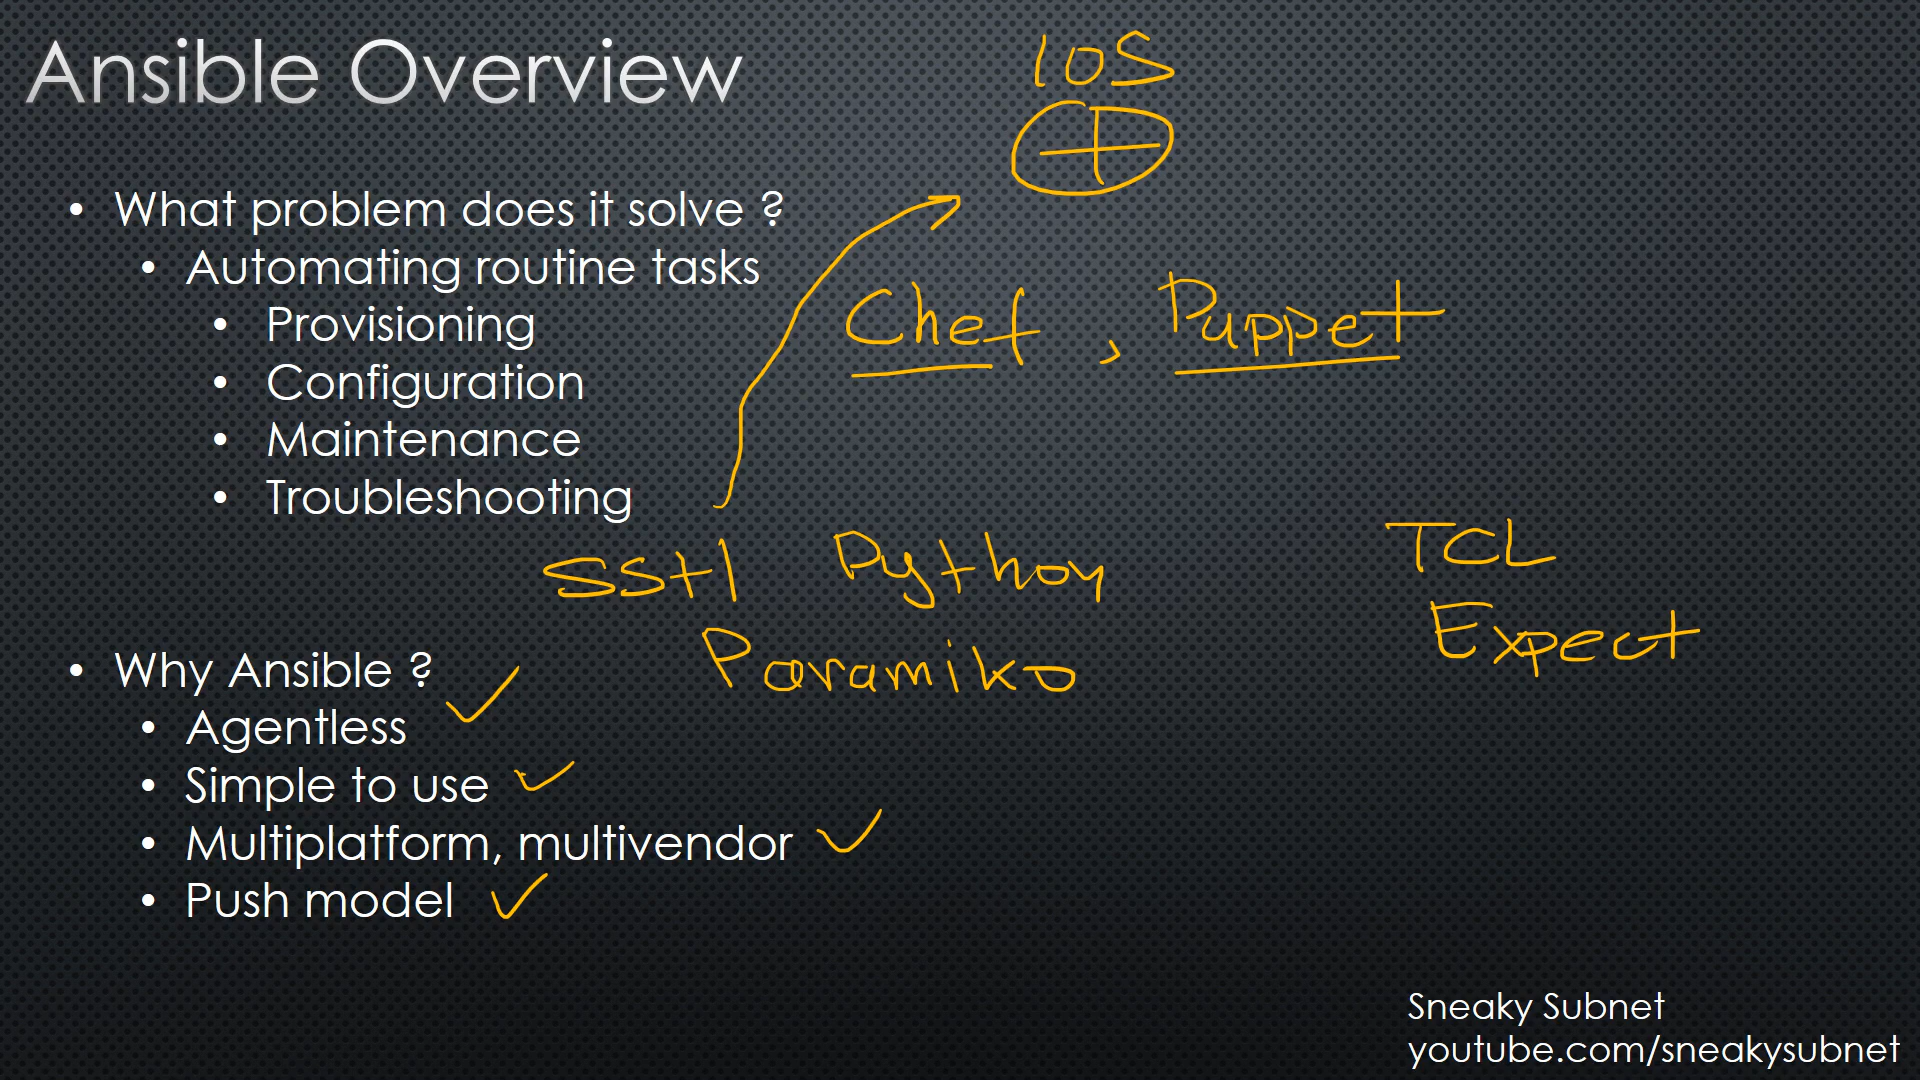 Ansible Overview
IOS
• What problem does it solve ?
• Automating routine tasks
• Provisioning
Chef , Puppet
• Configuration
• Maintenance
• Troubleshooting
SSH Python
TCL
Paramiko
Expect
• Why Ansible ?
• Agentless
• Simple to use
• Multiplatform, multivendor
• Push model
Sneaky Subnet
youtube.com/sneakysubnet